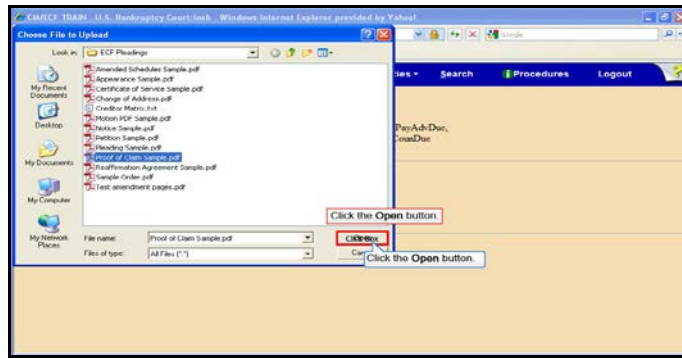 CM/ECF TRAIN - U.S. Bankruptcy Court:insb - Windows Internet Explorer provided by Yahoo!
Choose File to Upload
Look in: ECF Pleadings
Google
Search
Procedures
Logout
My Recent Documents
Desktop
My Documents
My Computer
My Network Places
Amended Schedules Sample.pdf
Appearance Sample.pdf
Certificate of Service Sample.pdf
Change of Address.pdf
Creditor Matrix.txt
Motion PDF Sample.pdf
Notice Sample.pdf
Petition Sample.pdf
Pleading Sample.pdf
Proof of Claim Sample.pdf
Reaffirmation Agreement Sample.pdf
Sample Order.pdf
Test amendment pages.pdf
PayAdvDue,
CounDue
Click the Open button.
File name: Proof of Claim Sample.pdf
Files of type: All Files (*.*)
Click the Open button.